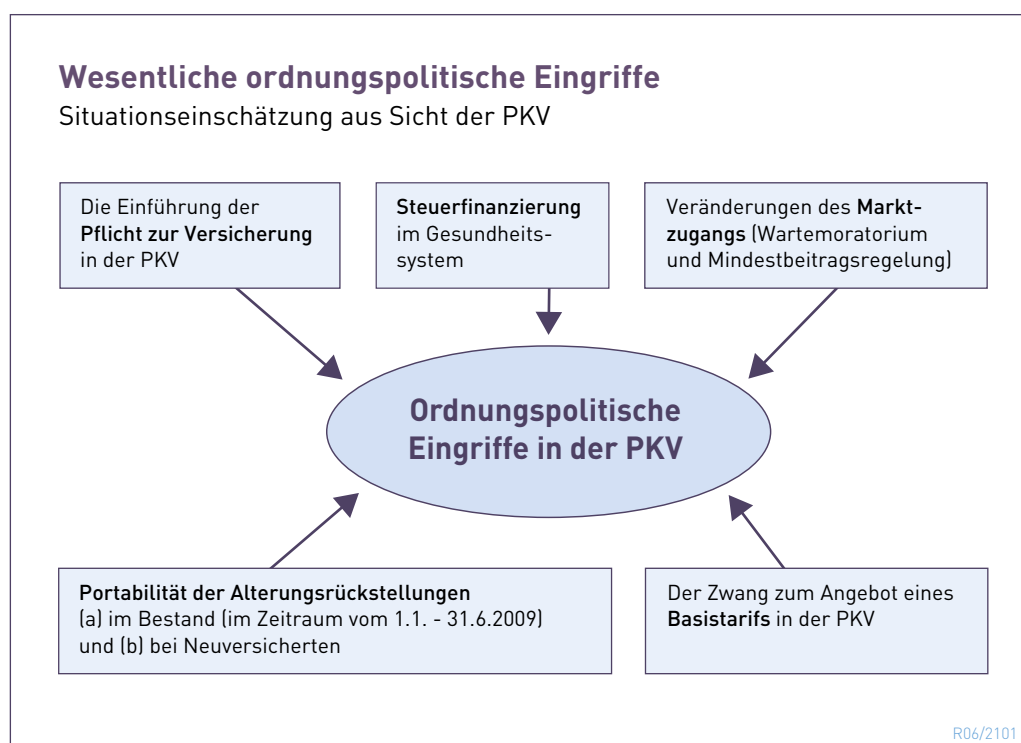 Wesentliche ordnungspolitische Eingriffe
Situationseinschätzung aus Sicht der PKV
Die Einführung der
Pflicht zur Versicherung
in der PKV
Steuerfinanzierung
im Gesundheits-
system
Veränderungen des Markt-
zugangs (Wartemoratorium
und Mindestbeitragsregelung)
Ordnungspolitische
Eingriffe in der PKV
Portabilität der Alterungsrückstellungen
(a) im Bestand (im Zeitraum vom 1.1. - 31.6.2009)
und (b) bei Neuversicherten
Der Zwang zum Angebot eines
Basistarifs in der PKV
R06/2101